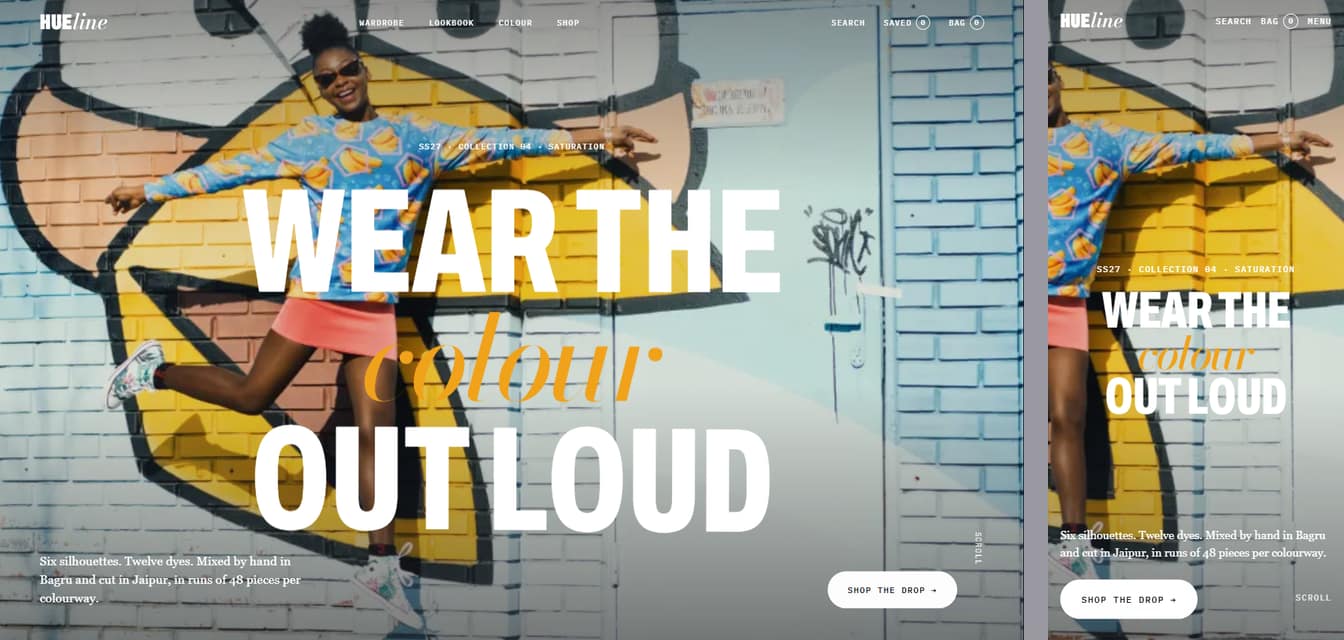 HUEline
WARDROBE LOOKBOOK COLOUR SHOP
SEARCH SAVED 0 BAG 0
SS27 · COLLECTION 04 · SATURATION
WEAR THE
colour
OUT LOUD
Six silhouettes. Twelve dyes. Mixed by hand in
Bagru and cut in Jaipur, in runs of 48 pieces per
colourway.
SCROLL
SHOP THE DROP →
HUEline
SEARCH BAG 0 MENU
SS27 · COLLECTION 04 · SATURATION
WEAR THE
colour
OUT LOUD
Six silhouettes. Twelve dyes. Mixed by hand in Bagru
and cut in Jaipur, in runs of 48 pieces per colourway.
SHOP THE DROP →
SCROLL